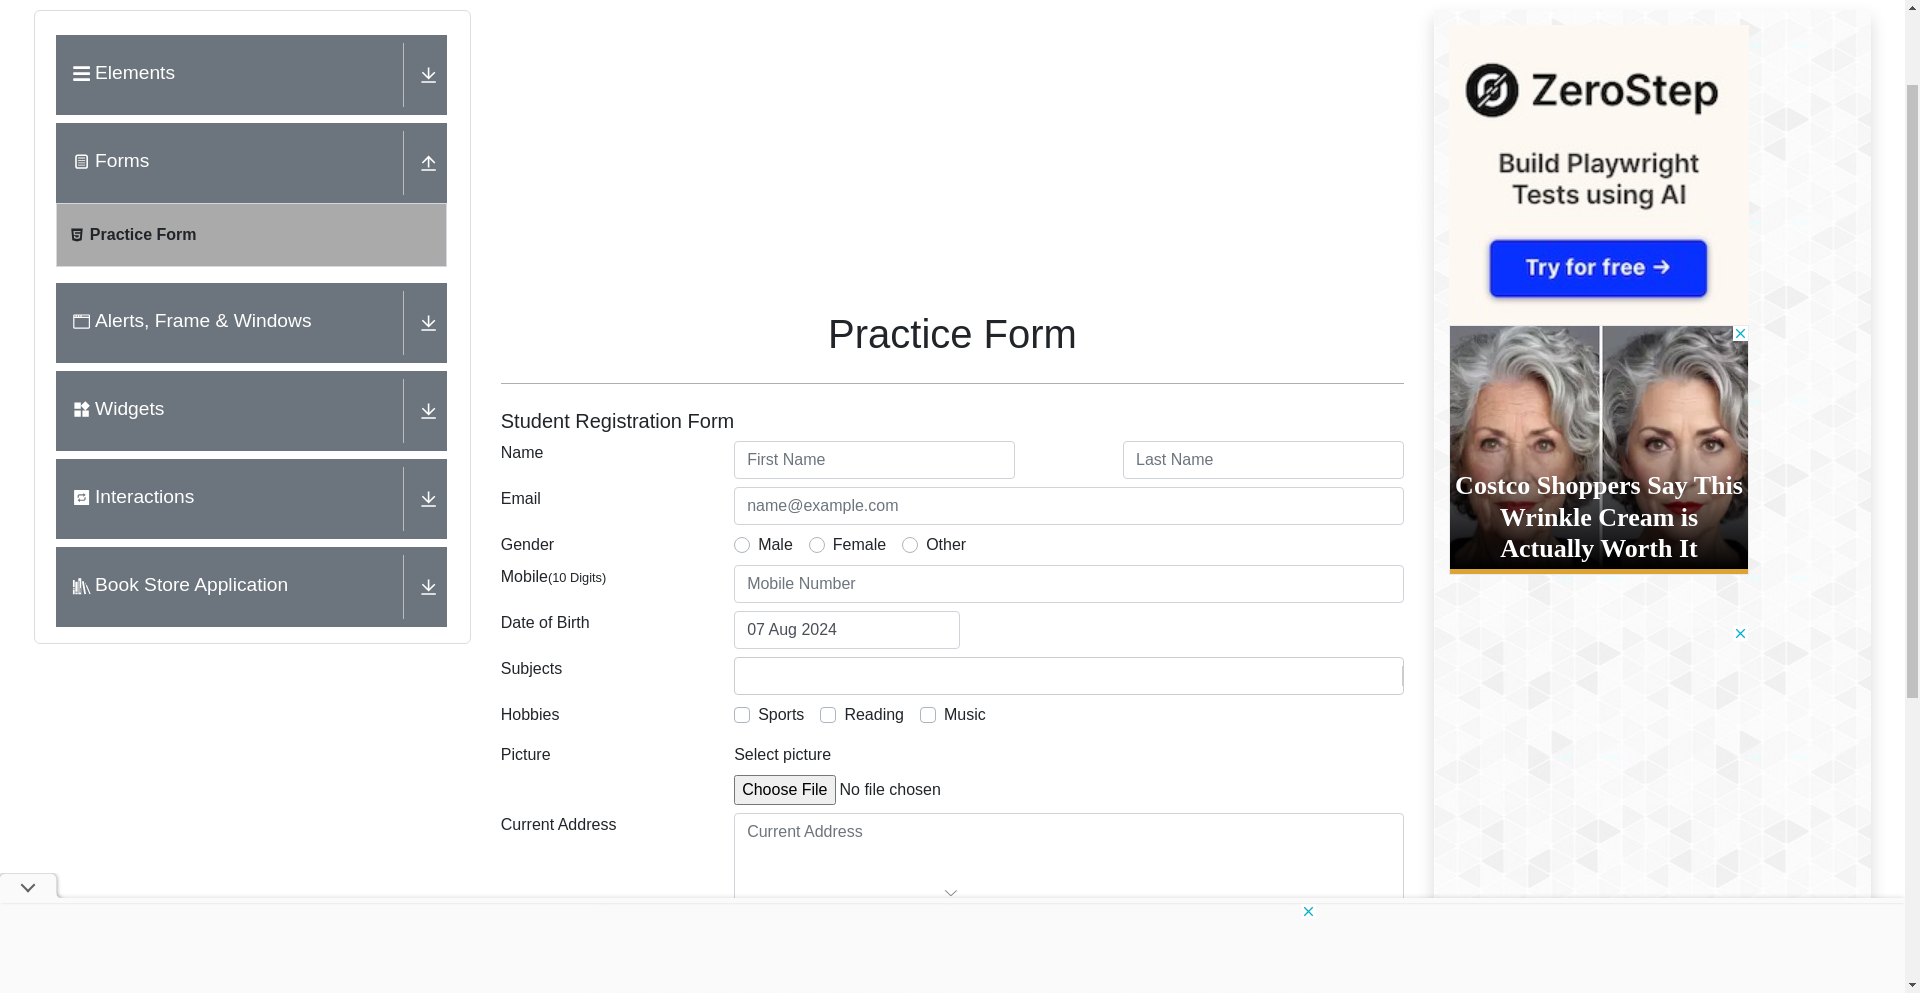 Elements
Forms
Practice Form
Alerts, Frame & Windows
Widgets
Interactions
Book Store Application
Practice Form
Student Registration Form
Name
First Name
Last Name
Email
name@example.com
Gender
Male
Female
Other
Mobile(10 Digits)
Mobile Number
Date of Birth
07 Aug 2024
Subjects
Hobbies
Sports
Reading
Music
Picture
Select picture
Choose File No file chosen
Current Address
Current Address
ZeroStep
Build Playwright
Tests using AI
Try for free →
Costco Shoppers Say This
Wrinkle Cream is
Actually Worth It